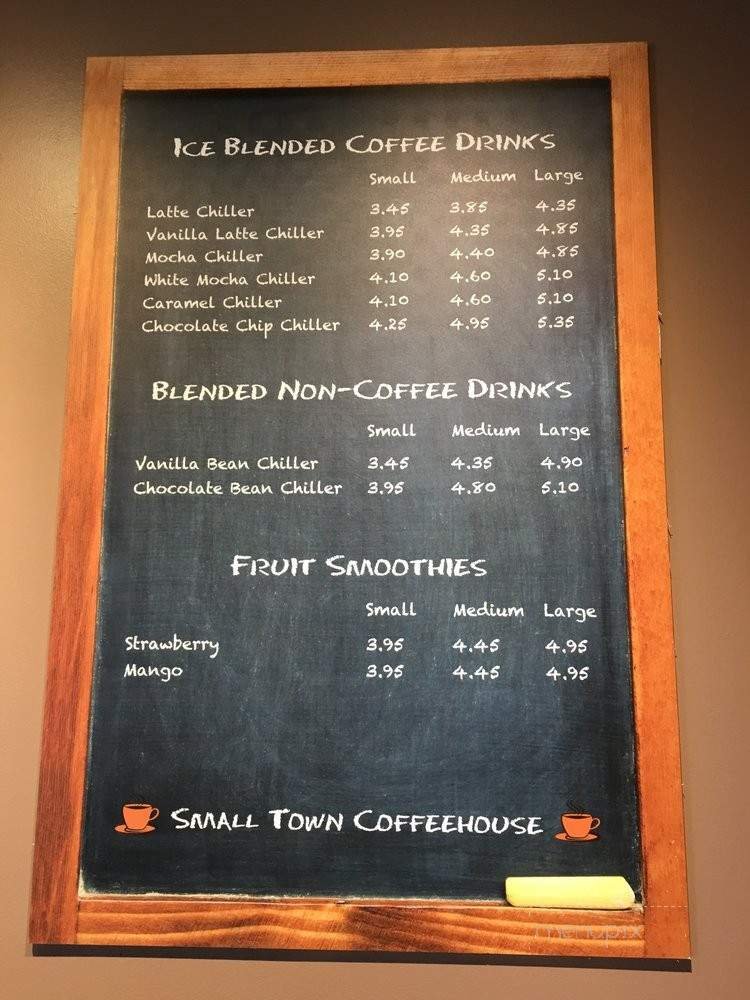 Ice Blended Coffee Drinks
Small Medium Large
Latte Chiller 3.45 3.85 4.35
Vanilla Latte Chiller 3.95 4.35 4.85
Mocha Chiller 3.90 4.40 4.85
White Mocha Chiller 4.10 4.60 5.10
Caramel Chiller 4.10 4.60 5.10
Chocolate Chip Chiller 4.25 4.95 5.35
Blended Non-Coffee Drinks
Small Medium Large
Vanilla Bean Chiller 3.45 4.35 4.90
Chocolate Bean Chiller 3.95 4.80 5.10
Fruit Smoothies
Small Medium Large
Strawberry 3.95 4.45 4.95
Mango 3.95 4.45 4.95
Small Town Coffeehouse
menupix